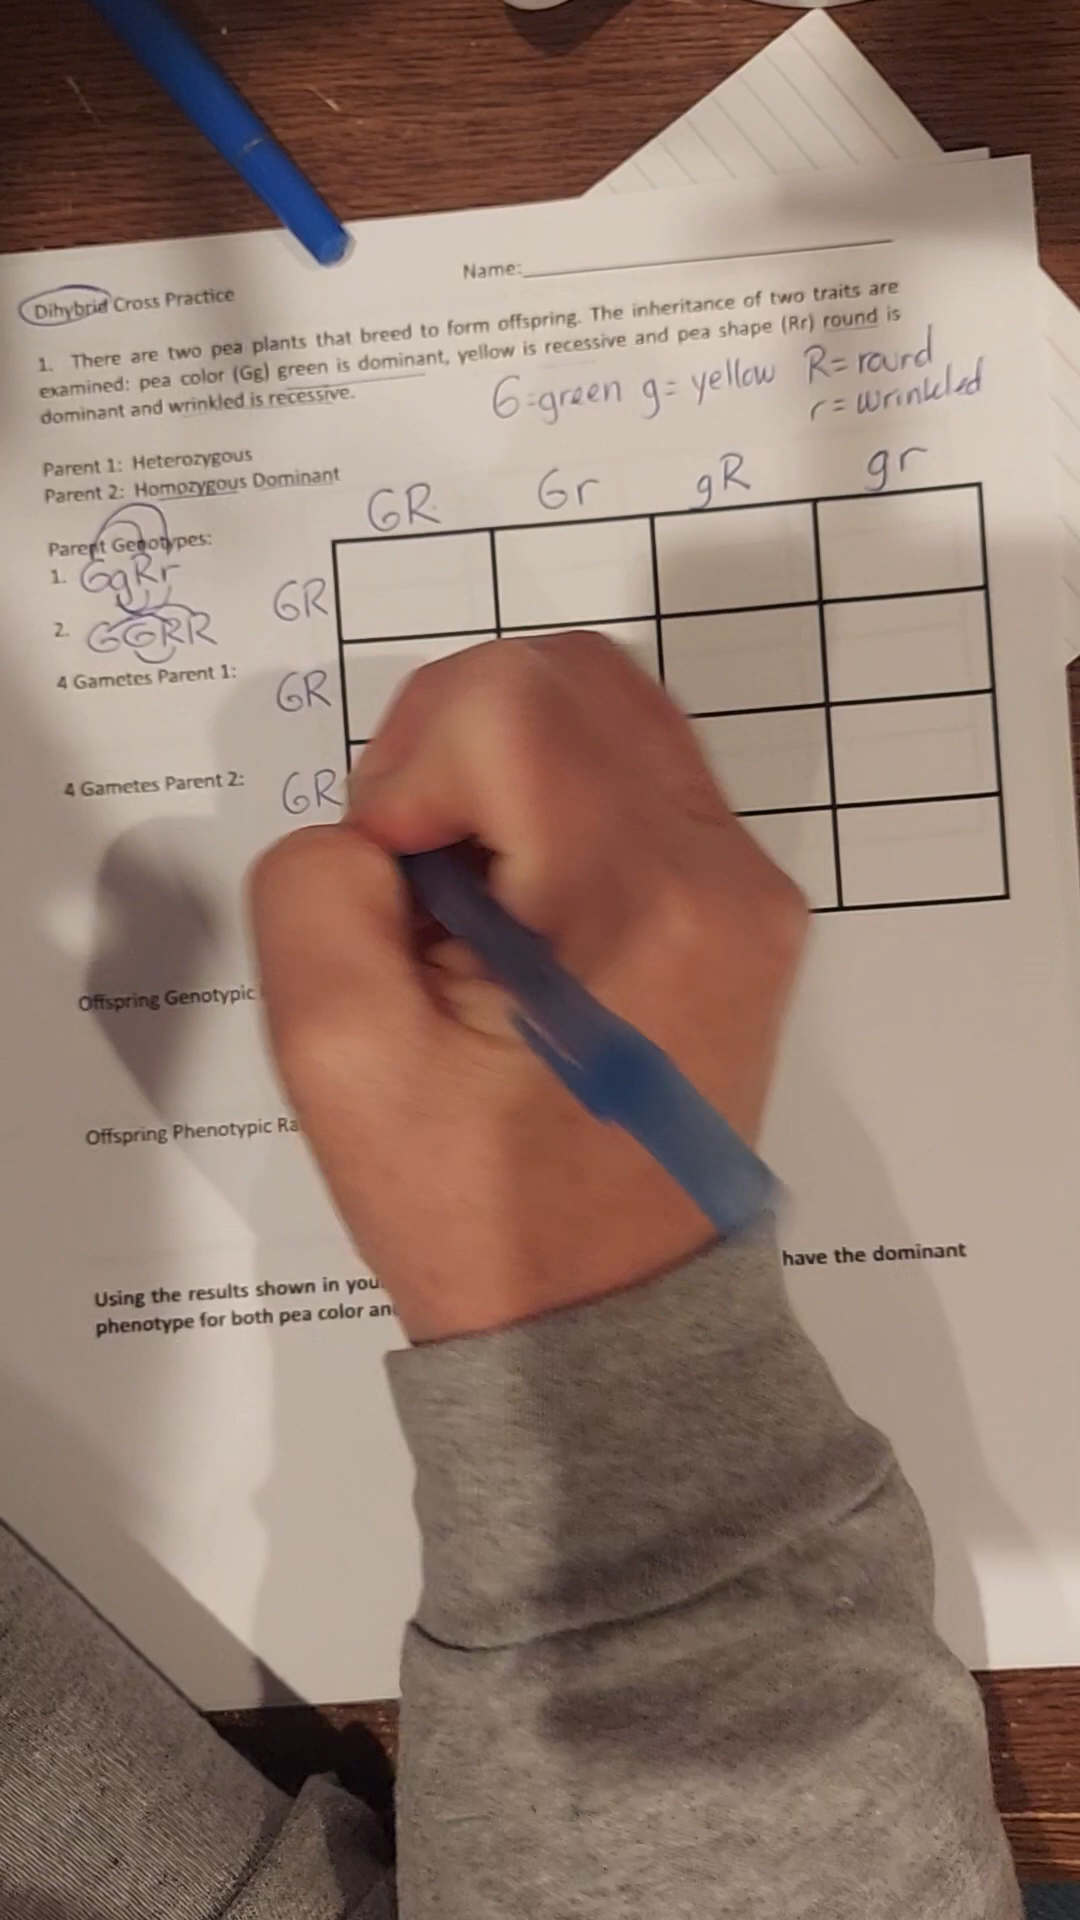 Name:
Dihybrid Cross Practice
1. There are two pea plants that breed to form offspring. The inheritance of two traits are
examined: pea color (Gg) green is dominant, yellow is recessive and pea shape (Rr) round is
dominant and wrinkled is recessive.
G=green g= yellow R= round
r= wrinkled
Parent 1: Heterozygous
Parent 2: Homozygous Dominant
GR Gr gR gr
Parent Genotypes:
1. GgRr
GR
2. GGRR
4 Gametes Parent 1:
GR
4 Gametes Parent 2:
GR
Offspring Genotypic
Offspring Phenotypic
Using the results shown in
have the dominant
phenotype for both pea color